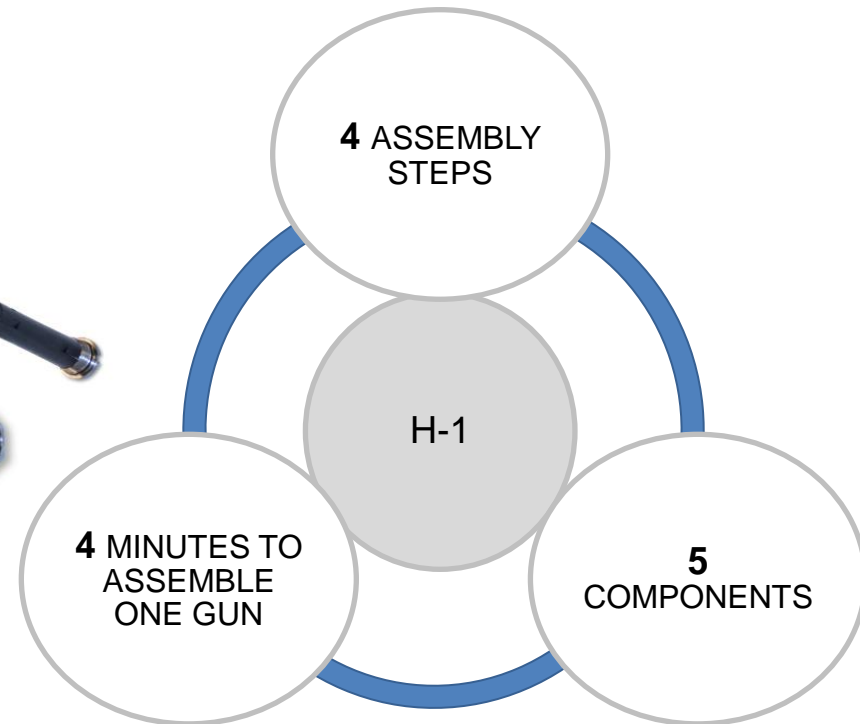 4 ASSEMBLY
STEPS
H-1
4 MINUTES TO
ASSEMBLE
ONE GUN
5
COMPONENTS